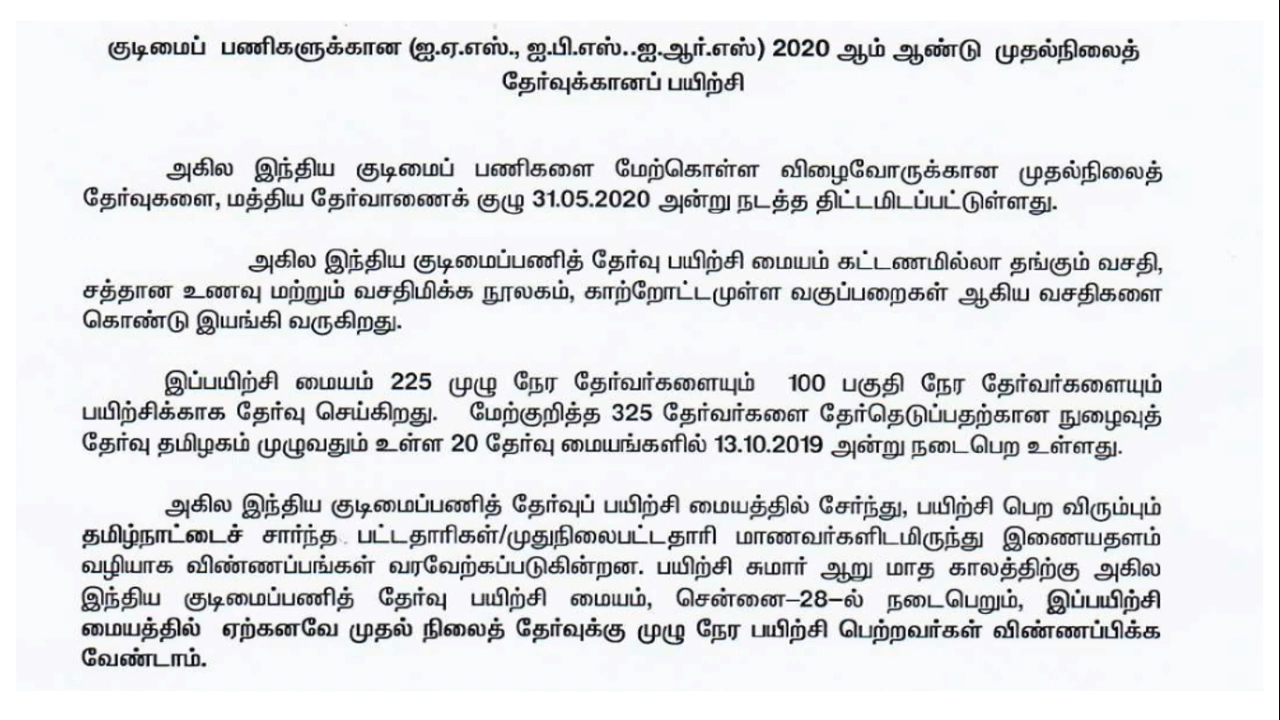 குடிமைப் பணிகளுக்கான (ஐ.ஏ.எஸ்., ஐ.பி.எஸ்..ஐ.ஆர்.எஸ்) 2020 ஆம் ஆண்டு முதல்நிலைத்
தேர்வுக்கானப் பயிற்சி
அகில இந்திய குடிமைப் பணிகளை மேற்கொள்ள விழைவோருக்கான முதல்நிலைத்
தேர்வுகளை, மத்திய தேர்வாணைக் குழு 31.05.2020 அன்று நடத்த திட்டமிடப்பட்டுள்ளது.
அகில இந்திய குடிமைப்பணித் தேர்வு பயிற்சி மையம் கட்டணமில்லா தங்கும் வசதி,
சத்தான உணவு மற்றும் வசதிமிக்க நூலகம், காற்றோட்டமுள்ள வகுப்பறைகள் ஆகிய வசதிகளை
கொண்டு இயங்கி வருகிறது.
இப்பயிற்சி மையம் 225 முழு நேர தேர்வர்களையும் 100 பகுதி நேர தேர்வர்களையும்
பயிற்சிக்காக தேர்வு செய்கிறது. மேற்குறித்த 325 தேர்வர்களை தேர்தெடுப்பதற்கான நுழைவுத்
தேர்வு தமிழகம் முழுவதும் உள்ள 20 தேர்வு மையங்களில் 13.10.2019 அன்று நடைபெற உள்ளது.
அகில இந்திய குடிமைப்பணித் தேர்வுப் பயிற்சி மையத்தில் சேர்ந்து, பயிற்சி பெற விரும்பும்
தமிழ்நாட்டைச் சார்ந்த பட்டதாரிகள்/முதுநிலைபட்டதாரி மாணவர்களிடமிருந்து இணையதளம்
வழியாக விண்ணப்பங்கள் வரவேற்கப்படுகின்றன. பயிற்சி சுமார் ஆறு மாத காலத்திற்கு அகில
இந்திய குடிமைப்பணித் தேர்வு பயிற்சி மையம், சென்னை–28–ல் நடைபெறும், இப்பயிற்சி
மையத்தில் ஏற்கனவே முதல் நிலைத் தேர்வுக்கு முழு நேர பயிற்சி பெற்றவர்கள் விண்ணப்பிக்க
வேண்டாம்.